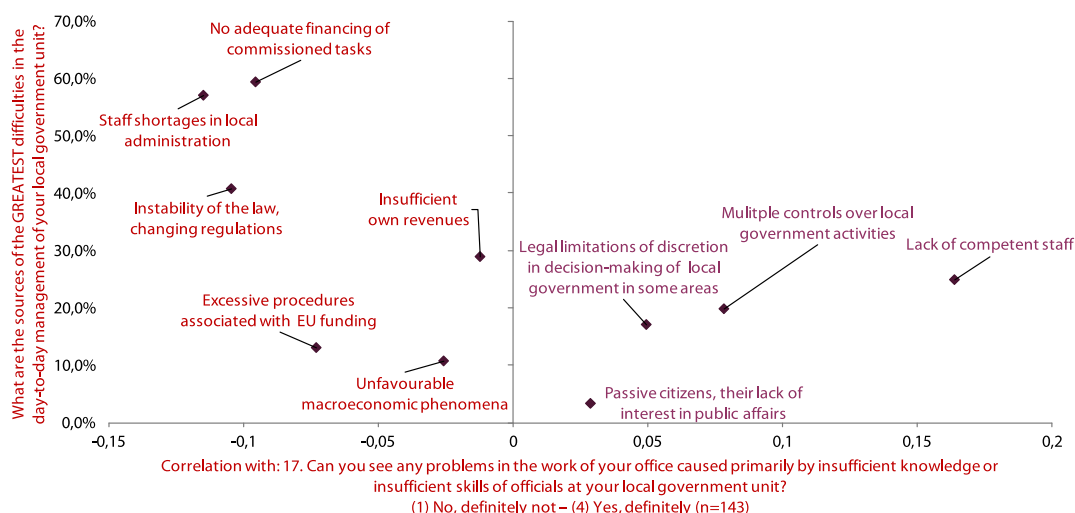 What are the sources of the GREATEST difficulties in the
day-to-day management of your local government unit?
70,0%
60,0%
50,0%
40,0%
30,0%
20,0%
10,0%
0,0%
No adequate financing of
commissioned tasks
Staff shortages in local
administration
Instability of the law,
changing regulations
Insufficient
own revenues
Excessive procedures
associated with EU funding
Unfavourable
macroeconomic phenomena
Legal limitations of discretion
in decision-making of local
government in some areas
Mulitple controls over local
government activities
Lack of competent staff
Passive citizens, their lack of
interest in public affairs
-0,15
-0,1
-0,05
0
0,05
0,1
0,15
0,2
Correlation with: 17. Can you see any problems in the work of your office caused primarily by insufficient knowledge or
insufficient skills of officials at your local government unit?
(1) No, definitely not – (4) Yes, definitely (n=143)